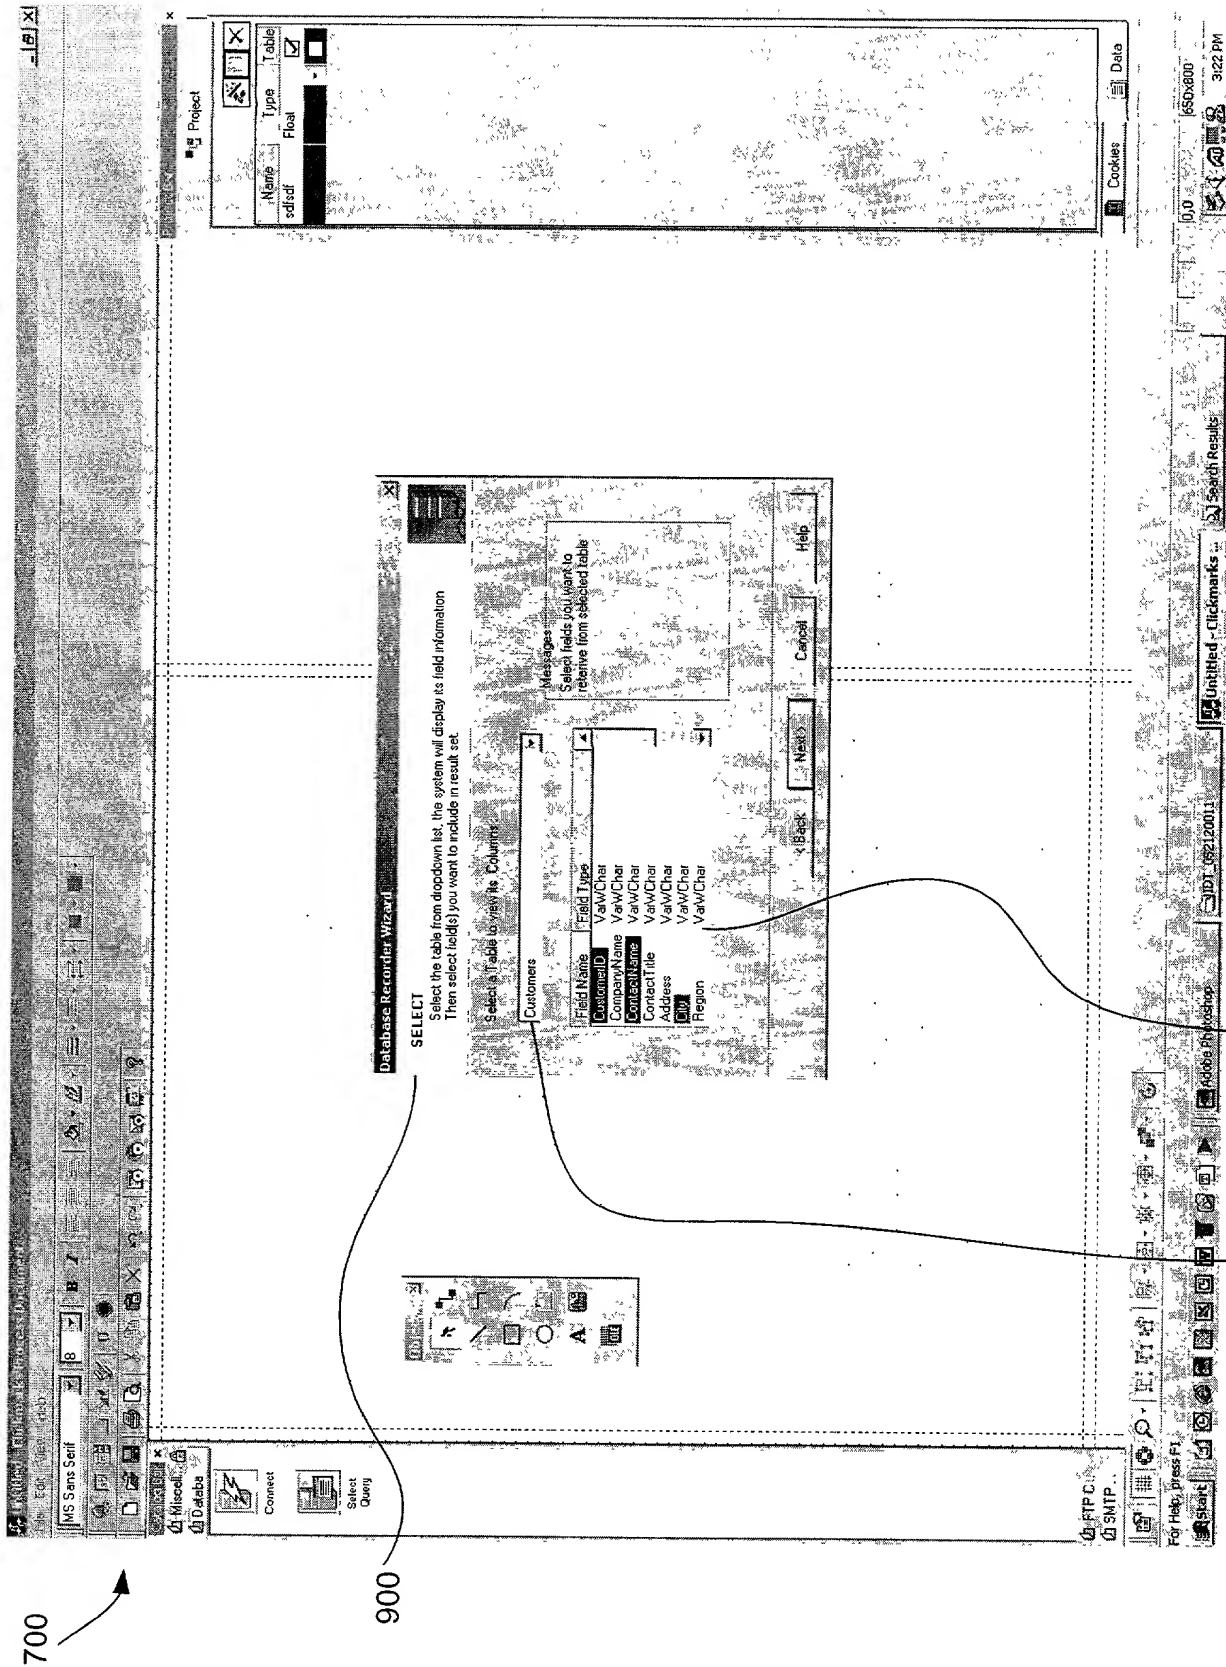 700
900
MS Sans Serif
8
B I
Miscell
Databa
Connect
Select
Query
FTP C
SMTP...
Database Recorder Wizard
SELECT
Select the table from dropdown list, the system will display its field information
Then select field(s) you want to include in result set.
Select a Table to view its Columns
Customers
Field Name Field Type
CustomerID VarWChar
CompanyName VarWChar
ContactName VarWChar
ContactTitle VarWChar
Address VarWChar
City VarWChar
Region VarWChar
Messages
Select fields you want to
reterive from selected table
< Back
Next >
Cancel
Help
Project
Name Type Table
sdfsdf Float
Cookies
Data
For Help, press F1
0,0
650x800
Start
Adobe Photoshop
IDT_052120011
Untitled - Clickmarks ...
Search Results
3:22 PM